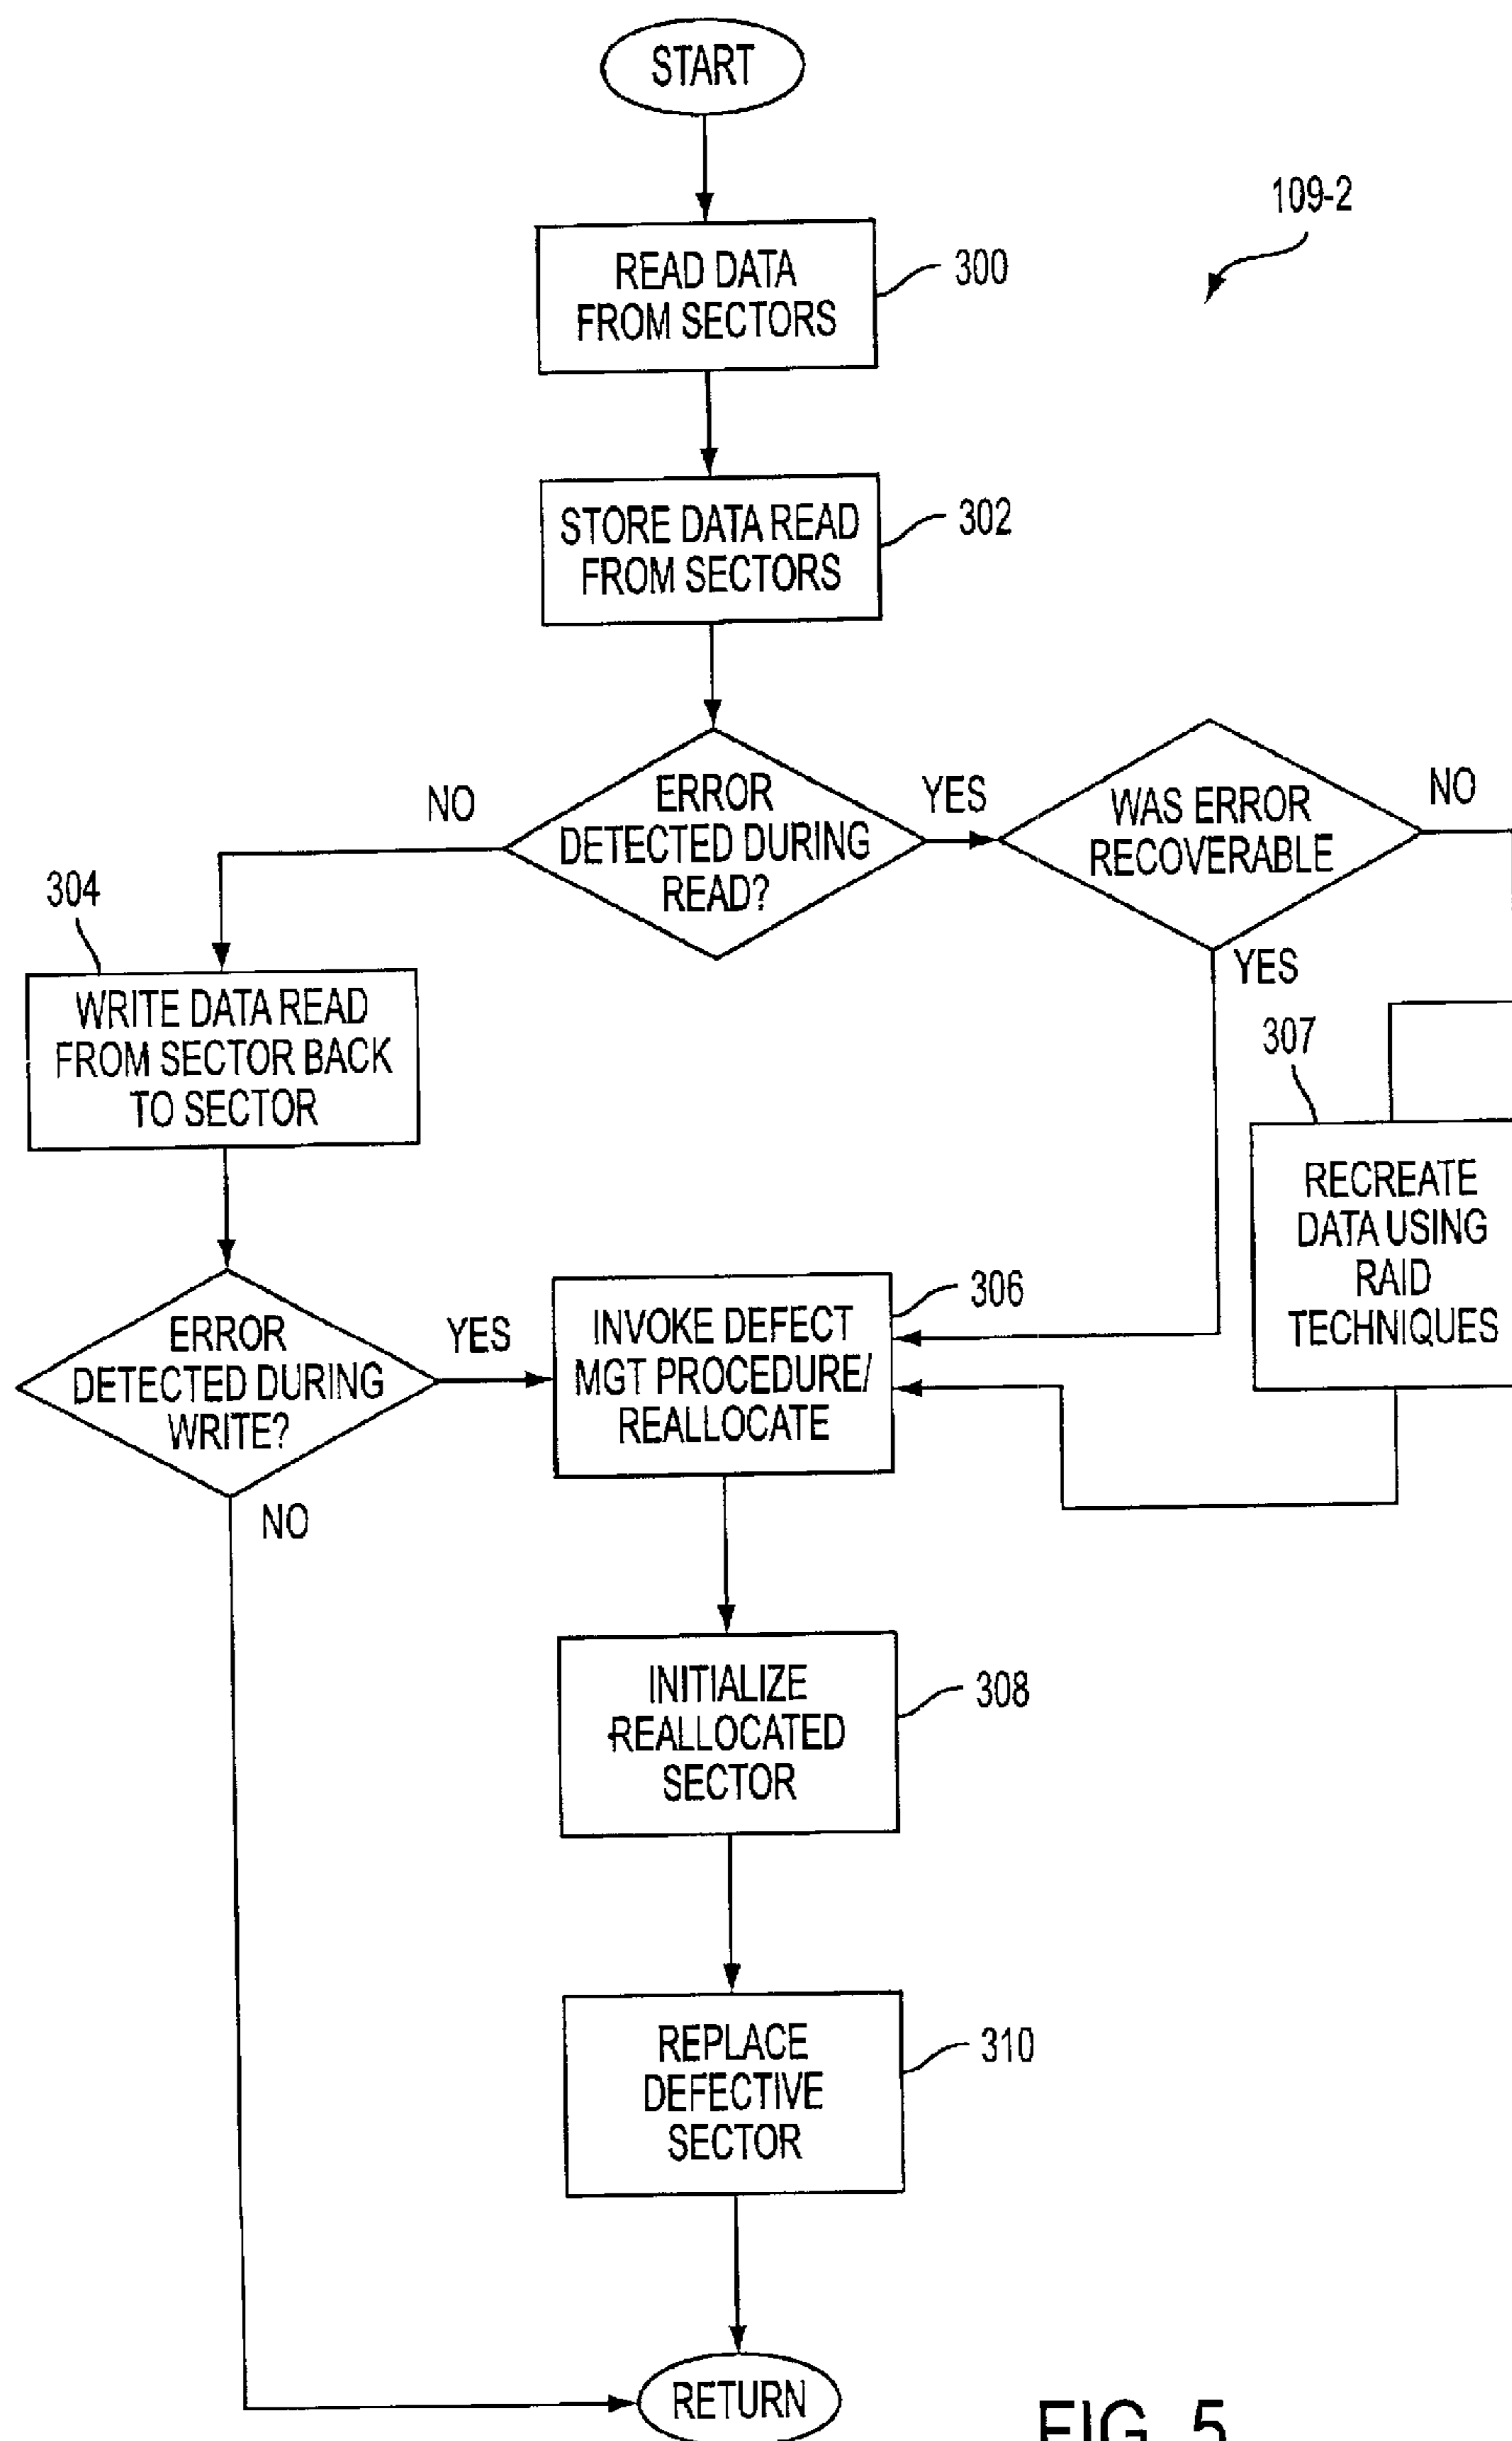 START
109-2
READ DATA
FROM SECTORS
300
STORE DATA READ
FROM SECTORS
302
NO
ERROR
DETECTED DURING
READ?
YES
WAS ERROR
RECOVERABLE
NO
YES
304
WRITE DATA READ
FROM SECTOR BACK
TO SECTOR
307
RECREATE
DATA USING
RAID
TECHNIQUES
ERROR
DETECTED DURING
WRITE?
YES
NO
INVOKE DEFECT
MGT PROCEDURE/
REALLOCATE
306
INITIALIZE
REALLOCATED
SECTOR
308
REPLACE
DEFECTIVE
SECTOR
310
RETURN
FIG. 5